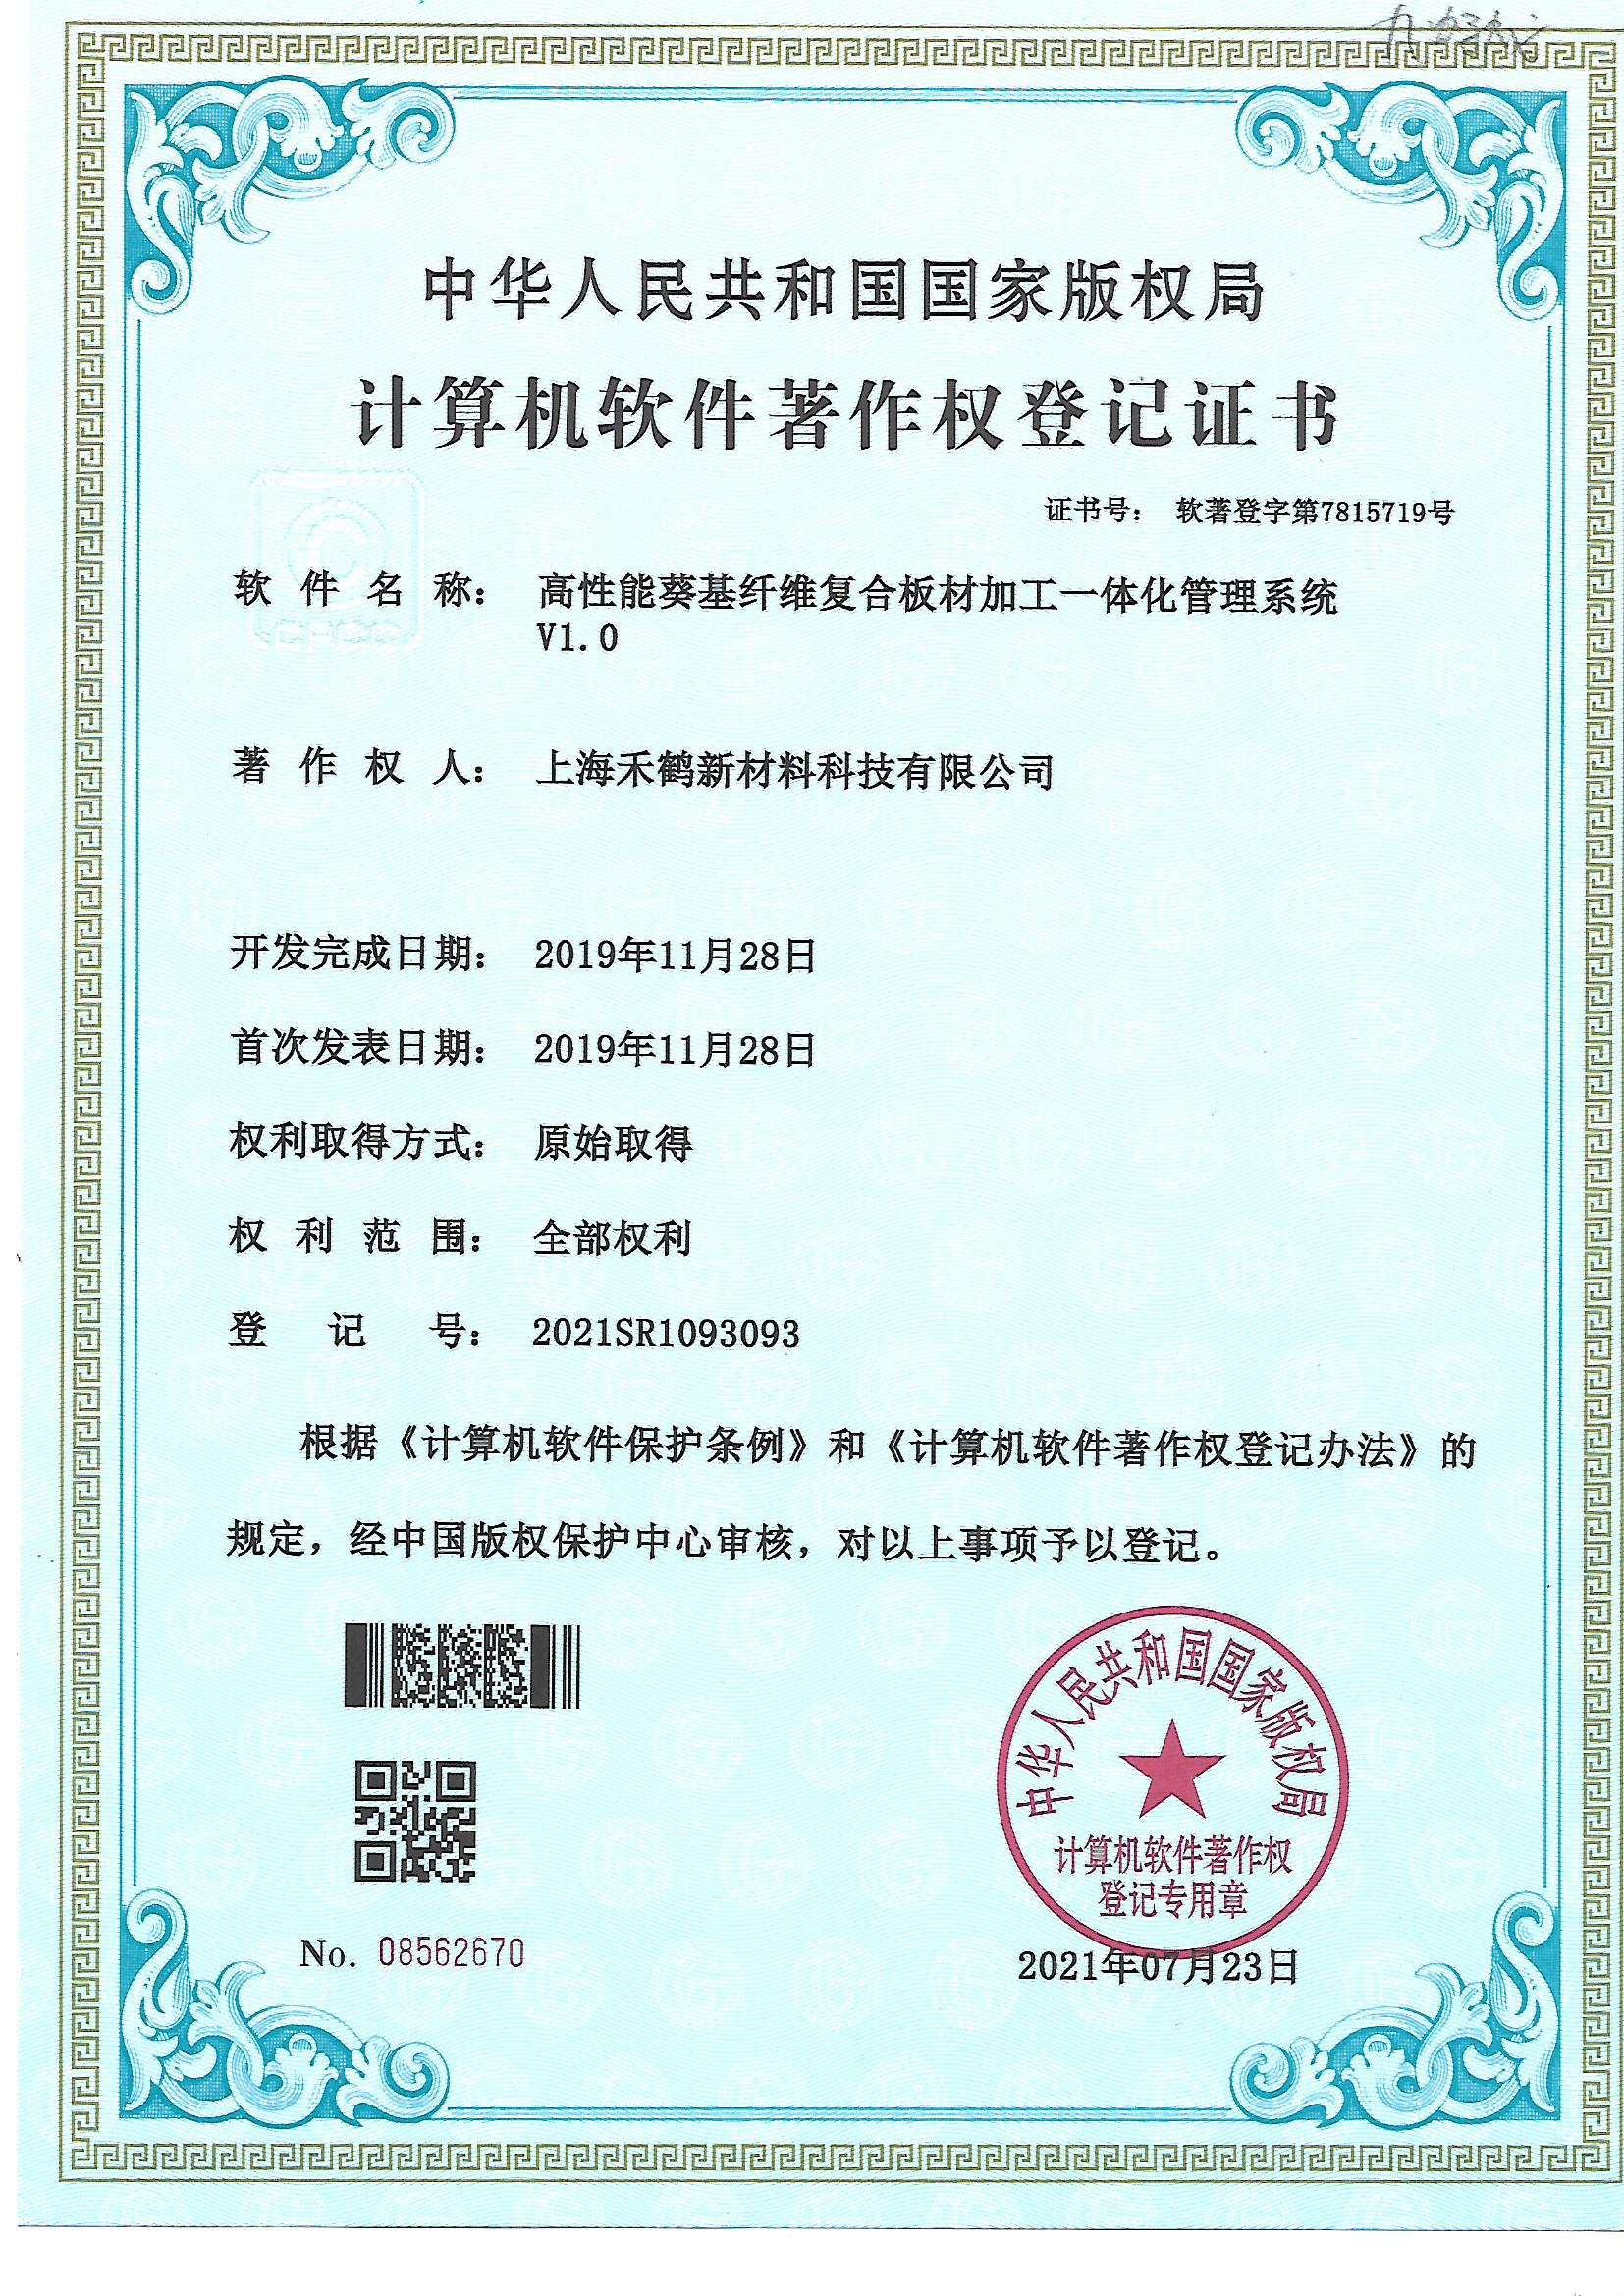 中华人民共和国国家版权局
计算机软件著作权登记证书
证书号： 软著登字第7815719号
软件名称： 高性能葵基纤维复合板材加工一体化管理系统
V1.0
著作权人： 上海禾鹤新材料科技有限公司
开发完成日期： 2019年11月28日
首次发表日期： 2019年11月28日
权利取得方式： 原始取得
权利范围： 全部权利
登记号： 2021SR1093093
根据《计算机软件保护条例》和《计算机软件著作权登记办法》的
规定，经中国版权保护中心审核，对以上事项予以登记。
中华人民共和国国家版权局
计算机软件著作权
登记专用章
No. 08562670
2021年07月23日